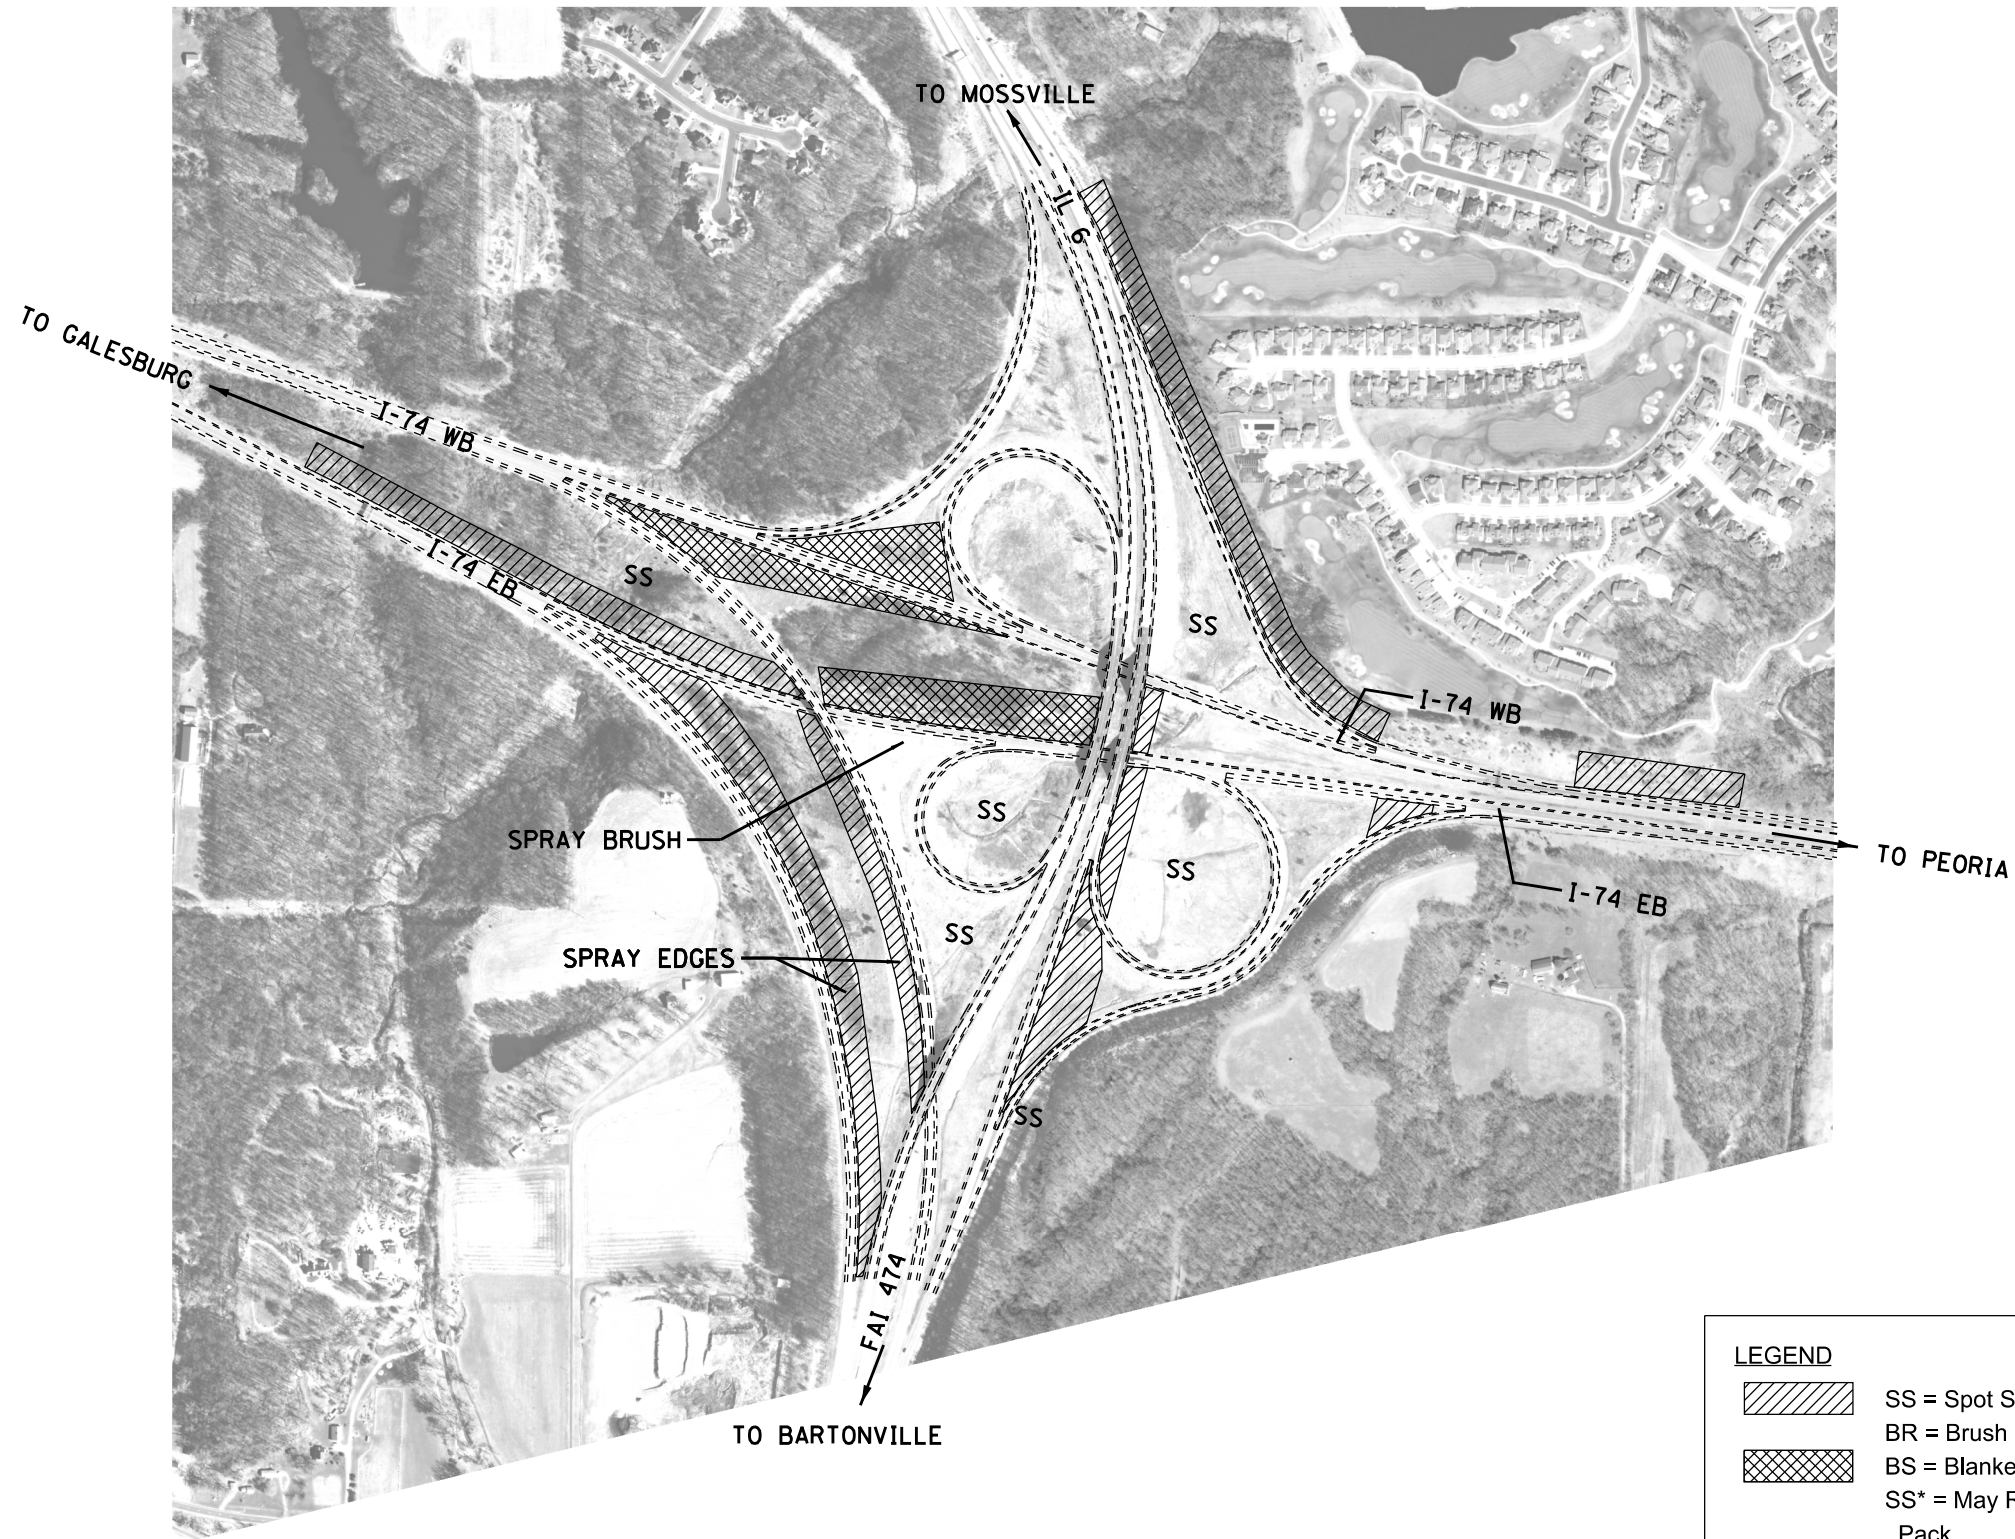 TO MOSSVILLE
IL 6
TO GALESBURG
I-74 WB
I-74 EB
SS
SS
I-74 WB
SPRAY BRUSH
SS
SS
TO PEORIA
I-74 EB
SS
SPRAY EDGES
SS
FAI 474
TO BARTONVILLE
LEGEND
SS = Spot S
BR = Brush
BS = Blanke
SS* = May R
Pack